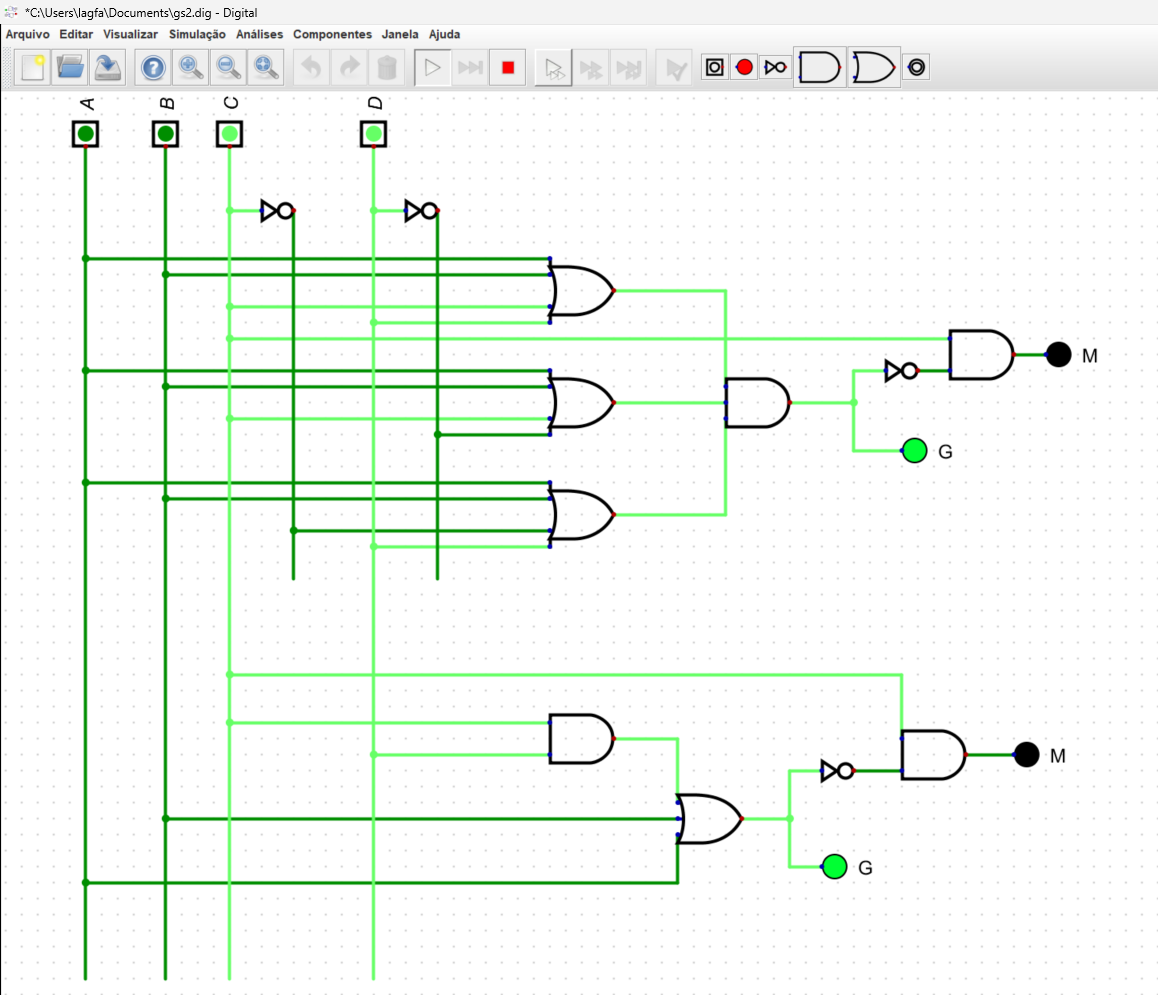 *C:\Users\lagfa\Documents\gs2.dig - Digital
Arquivo Editar Visualizar Simulação Análises Componentes Janela Ajuda
A B C D
M
G
M
G